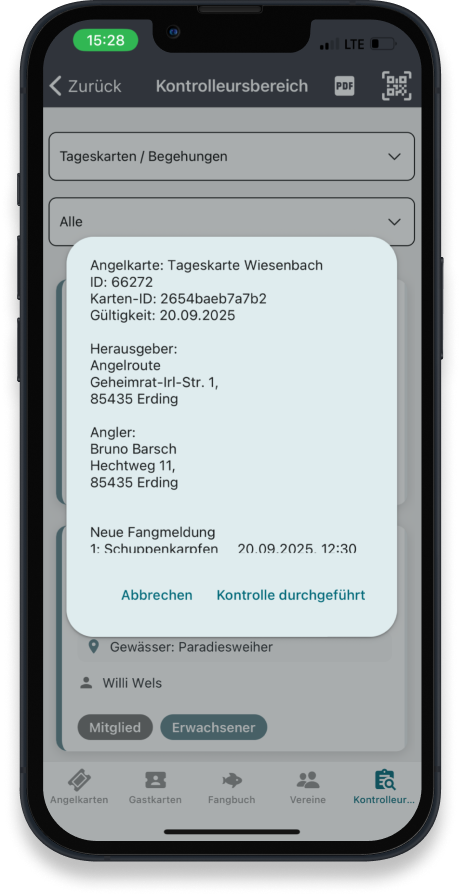 15:28
LTE
Zurück
Kontrolleursbereich
PDF
Tageskarten / Begehungen
Alle
Angelkarte: Tageskarte Wiesenbach
ID: 66272
Karten-ID: 2654baeb7a7b2
Gültigkeit: 20.09.2025
Herausgeber:
Angelroute
Geheimrat-Irl-Str. 1,
85435 Erding
Angler:
Bruno Barsch
Hechtweg 11,
85435 Erding
Neue Fangmeldung
1: Schuppenkarpfen 20.09.2025, 12:30
Abbrechen Kontrolle durchgeführt
Gewässer: Paradiesweiher
Willi Wels
Mitglied Erwachsener
Angelkarten Gastkarten Fangbuch Vereine Kontrolleur...